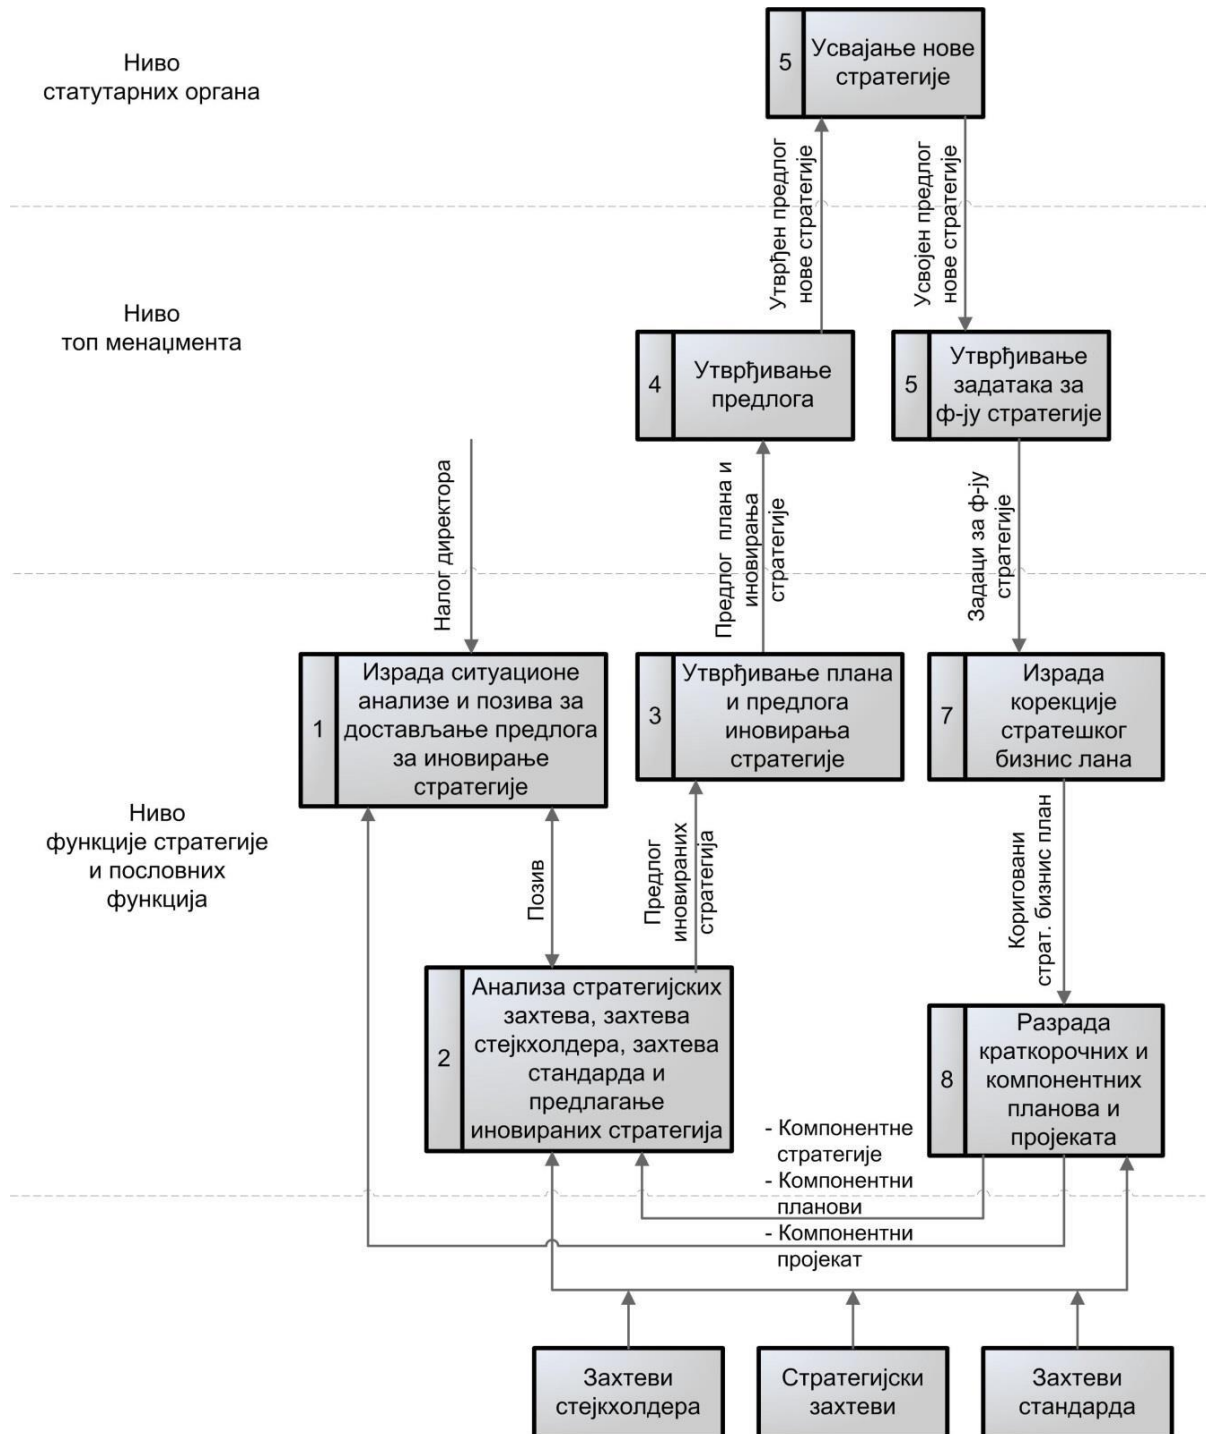 Ниво
статутарних органа
5
Усвајање нове
стратегије
Утврђен предлог
нове стратегије
Усвојен предлог
нове стратегије
Ниво
топ менаџмента
4
Утврђивање
предлога
5
Утврђивање
задатака за
ф-ју стратегије
Налог директора
Предлог плана и
иновирања
стратегије
Задаци за ф-ју
стратегије
Ниво
функције стратегије
и пословних
функција
1
Израда ситуационе
анализе и позива за
достављање предлога
за иновирање
стратегије
3
Утврђивање плана
и предлога
иновирања
стратегије
7
Израда
корекције
стратешког
бизнис лана
Позив
Предлог
иновираних
стратегија
Кориговани
страт. бизнис план
2
Анализа стратегијских
захтева, захтева
стејкхолдера, захтева
стандарда и
предлагање
иновираних стратегија
8
Разрада
краткорочних и
компонентних
планова и
пројеката
- Компонентне
стратегије
- Компонентни
планови
- Компонентни
пројекат
Захтеви
стејкхолдера
Стратегијски
захтеви
Захтеви
стандарда